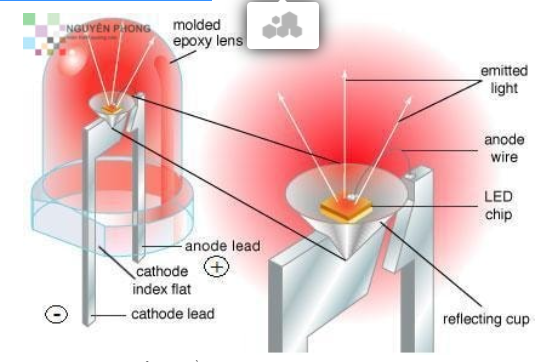 NGUYÊN PHONG
molded
epoxy lens
emitted
light
anode
wire
LED
chip
anode lead
+
cathode
index flat
-
cathode lead
reflecting cup